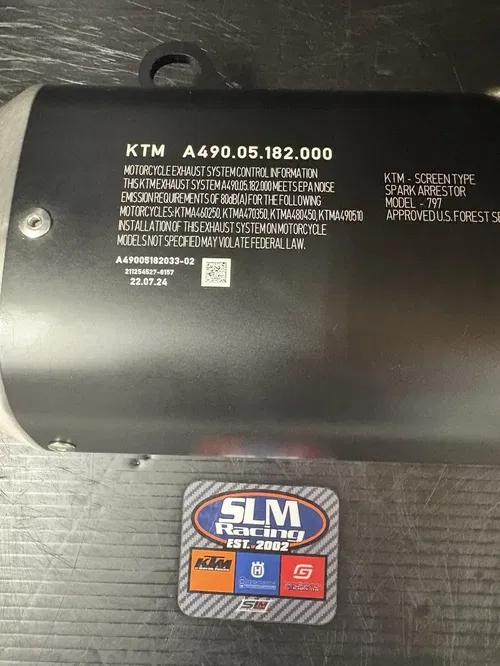 KTM A490.05.182.000
MOTORCYCLE EXHAUST SYSTEM CONTROL INFORMATION
THIS KTM EXHAUST SYSTEM A490.05.182.000 MEETS EPA NOISE
EMISSION REQUIREMENTS OF 80dB(A) FOR THE FOLLOWING
MOTORCYCLES: KTMA460250, KTMA470350, KTMA480450, KTMA490510
INSTALLATION OF THIS EXHAUST SYSTEM ON MOTORCYCLE
MODELS NOT SPECIFIED MAY VIOLATE FEDERAL LAW.
A49005182033-02
211254527-0157
22.07.24
KTM - SCREEN TYPE
SPARK ARRESTOR
MODEL - 797
APPROVED U.S. FOREST SE
SLM
Racing
EST. 2002
KTM
SLM